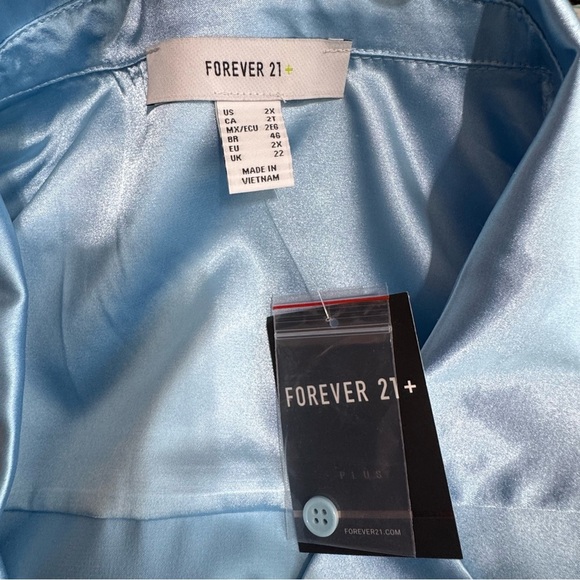 FOREVER 21+
US 2X
CA 2T
MX/ECU 2EG
BR 46
EU 2X
UK 22
MADE IN
VIETNAM
FOREVER 21+
PLUS
FOREVER21.COM